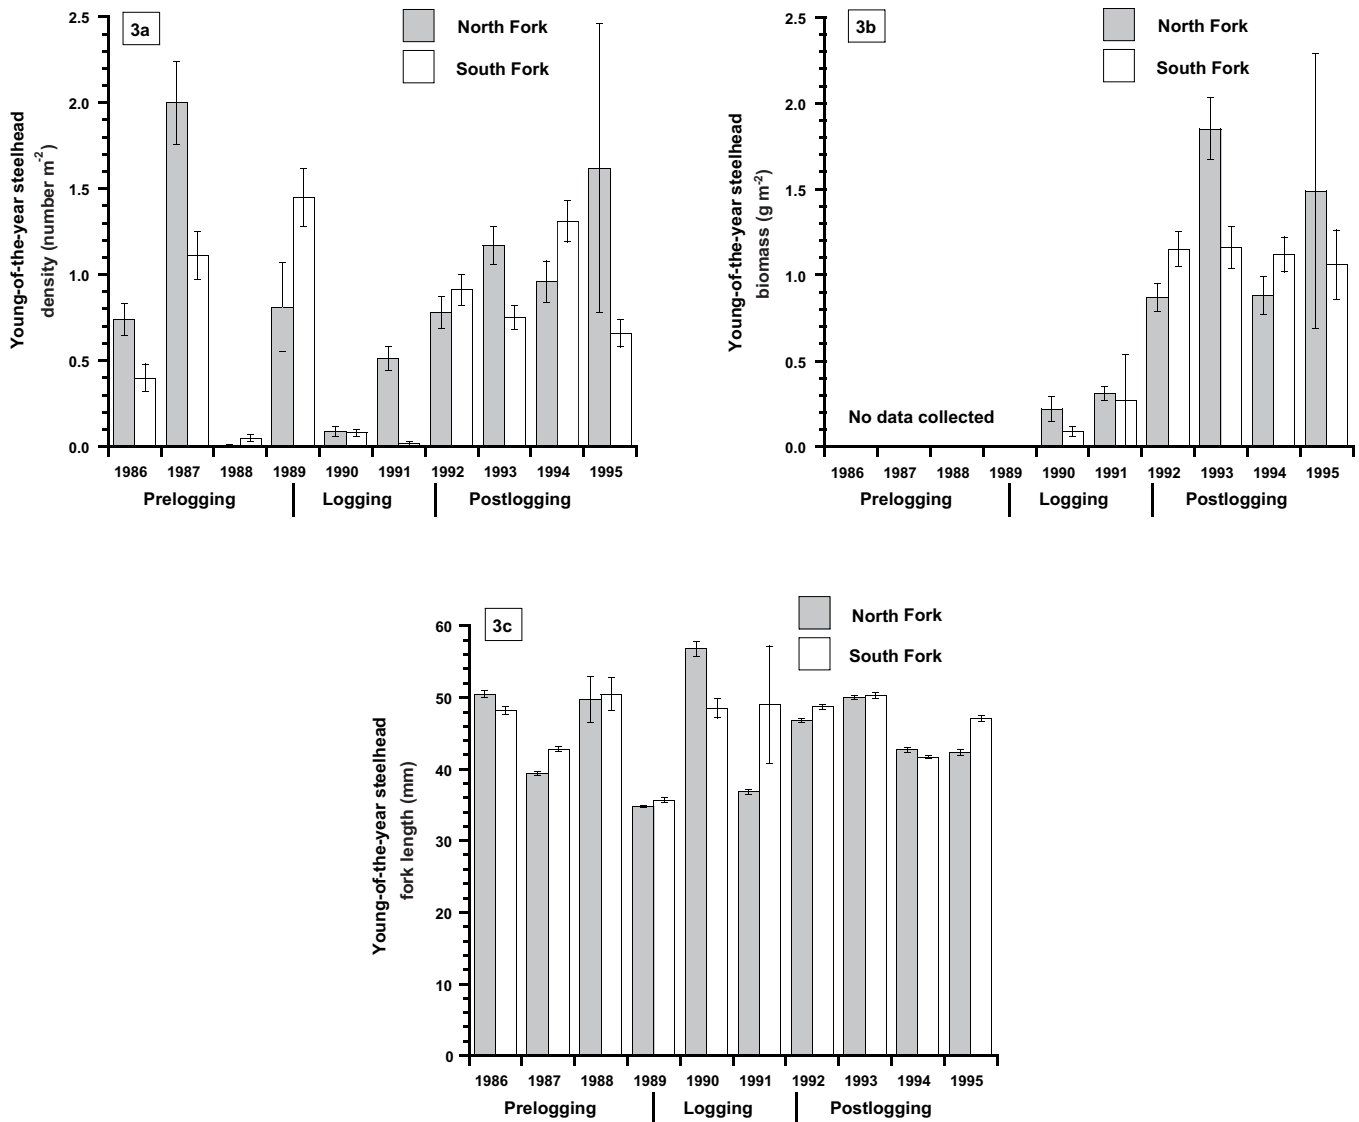 3a
North Fork
South Fork
Young-of-the-year steelhead
density (number m-2)
2.5
2.0
1.5
1.0
0.5
0.0
1986 1987 1988 1989 1990 1991 1992 1993 1994 1995
Prelogging Logging Postlogging
3b
North Fork
South Fork
Young-of-the-year steelhead
biomass (g m-2)
2.5
2.0
1.5
1.0
0.5
0.0
No data collected
1986 1987 1988 1989 1990 1991 1992 1993 1994 1995
Prelogging Logging Postlogging
3c
North Fork
South Fork
Young-of-the-year steelhead
fork length (mm)
60
50
40
30
20
10
0
1986 1987 1988 1989 1990 1991 1992 1993 1994 1995
Prelogging Logging Postlogging